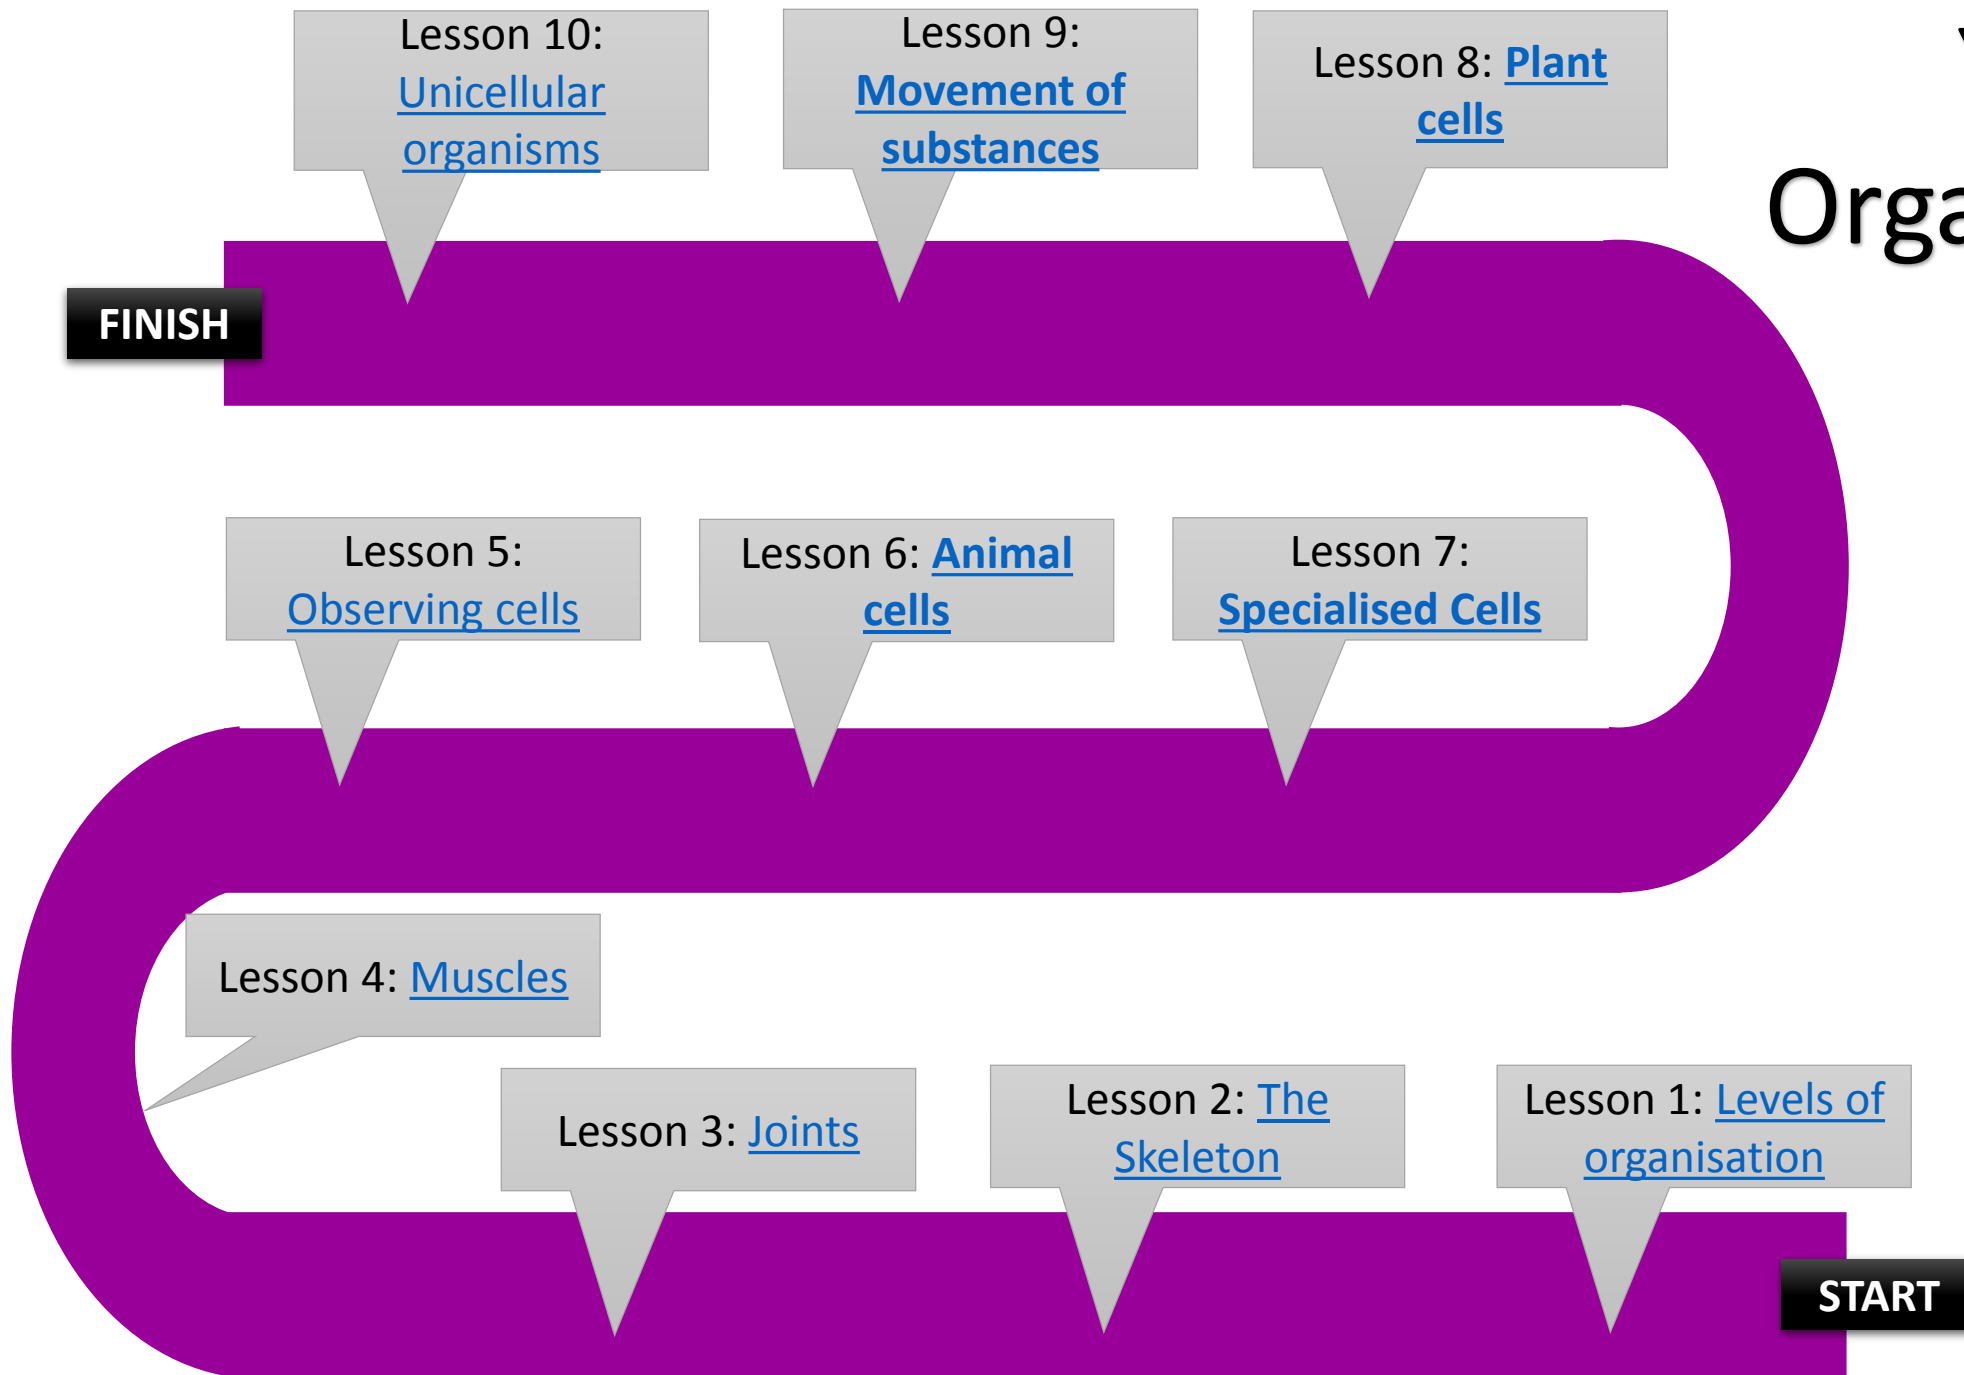 Lesson 10:
Unicellular
organisms
Lesson 9:
Movement of
substances
Lesson 8: Plant
cells
FINISH
Lesson 5:
Observing cells
Lesson 6: Animal
cells
Lesson 7:
Specialised Cells
Lesson 4: Muscles
Lesson 3: Joints
Lesson 2: The
Skeleton
Lesson 1: Levels of
organisation
START